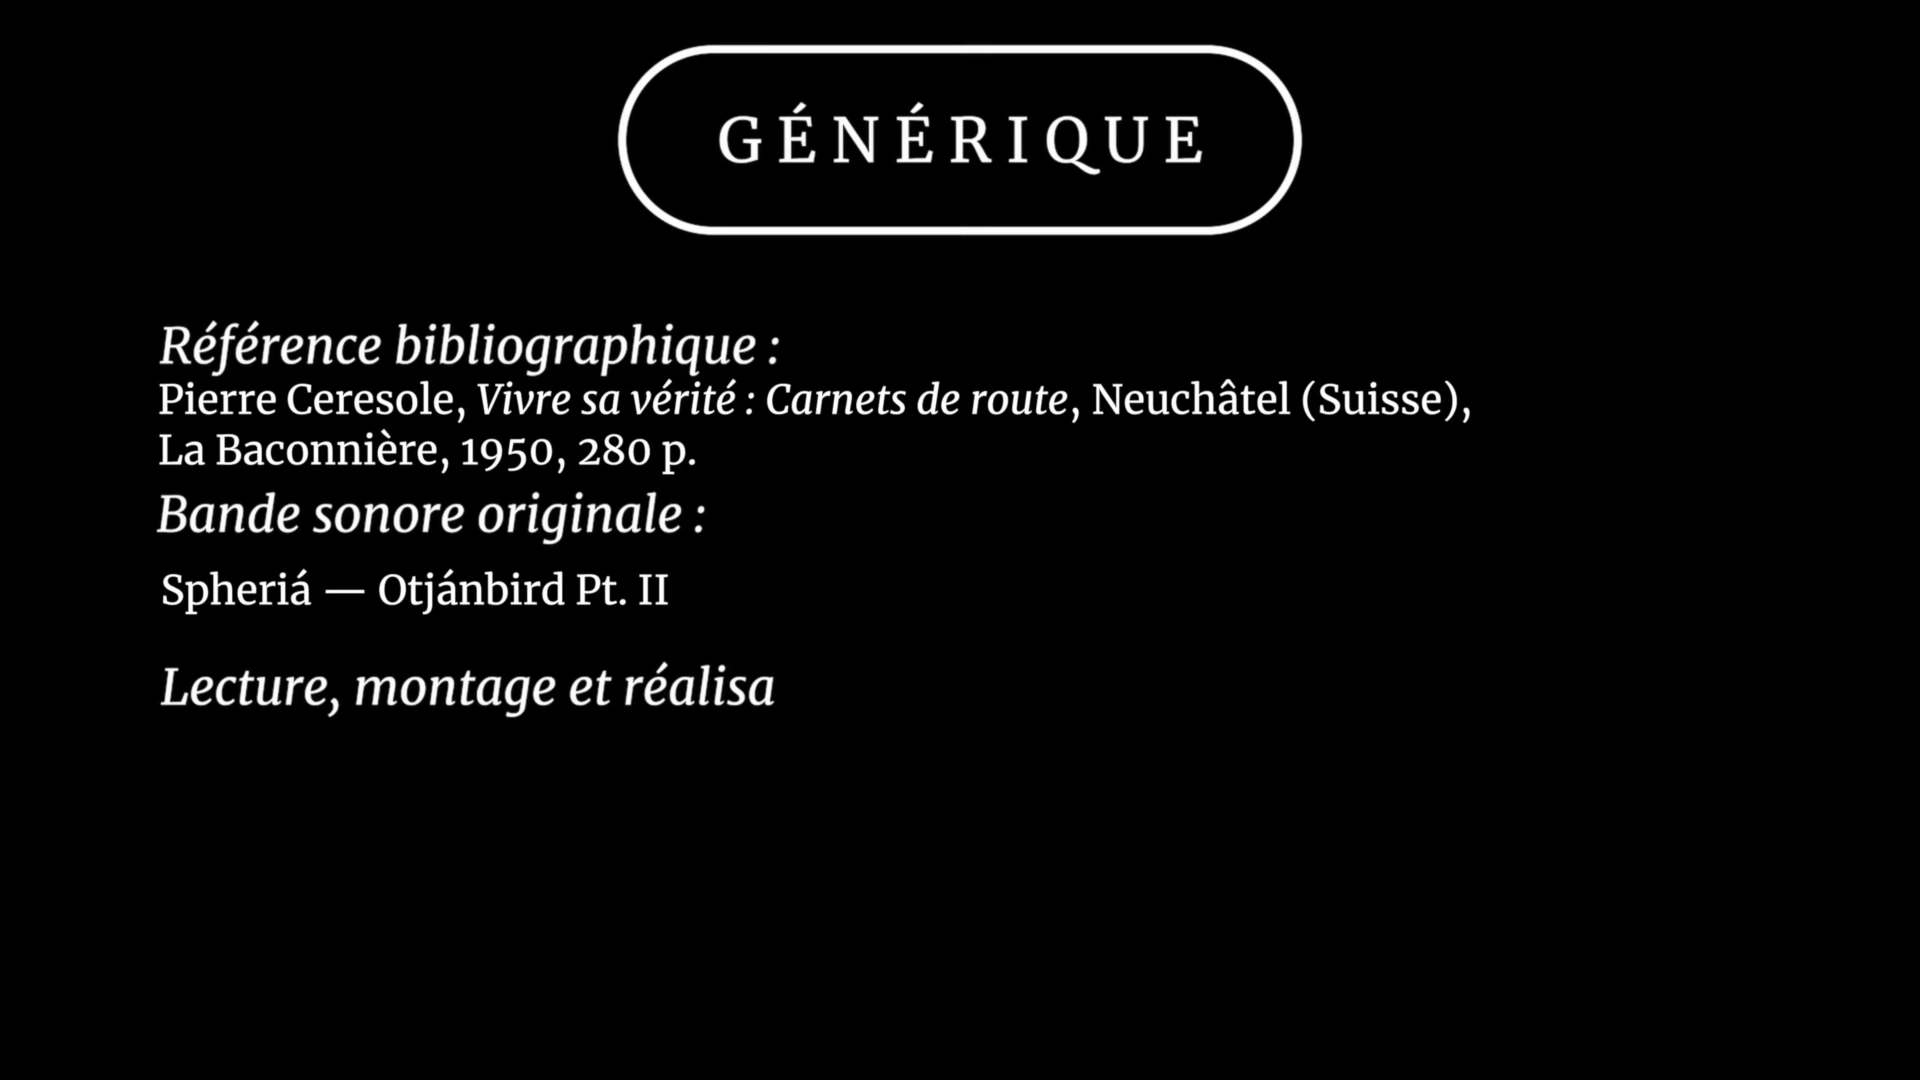 GÉNÉRIQUE
Référence bibliographique :
Pierre Ceresole, Vivre sa vérité : Carnets de route, Neuchâtel (Suisse),
La Baconnière, 1950, 280 p.
Bande sonore originale :
Spheriá — Otjánbird Pt. II
Lecture, montage et réalisa